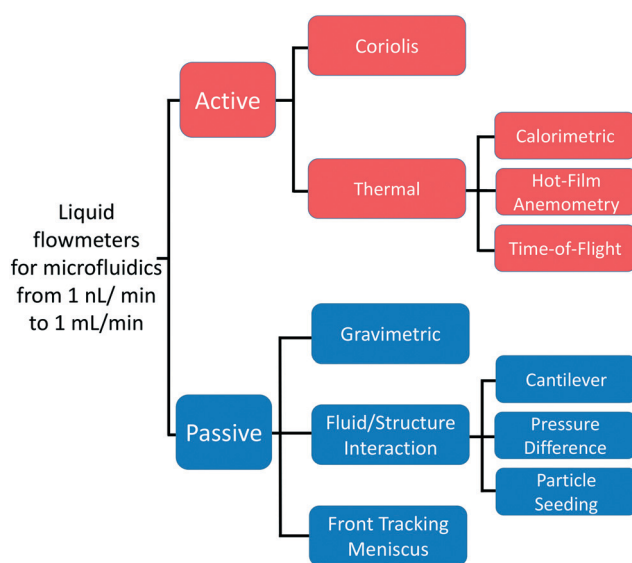 Liquid
flowmeters
for microfluidics
from 1 nL/ min
to 1 mL/min
Active
Coriolis
Thermal
Calorimetric
Hot-Film
Anemometry
Time-of-Flight
Passive
Gravimetric
Fluid/Structure
Interaction
Cantilever
Pressure
Difference
Particle
Seeding
Front Tracking
Meniscus